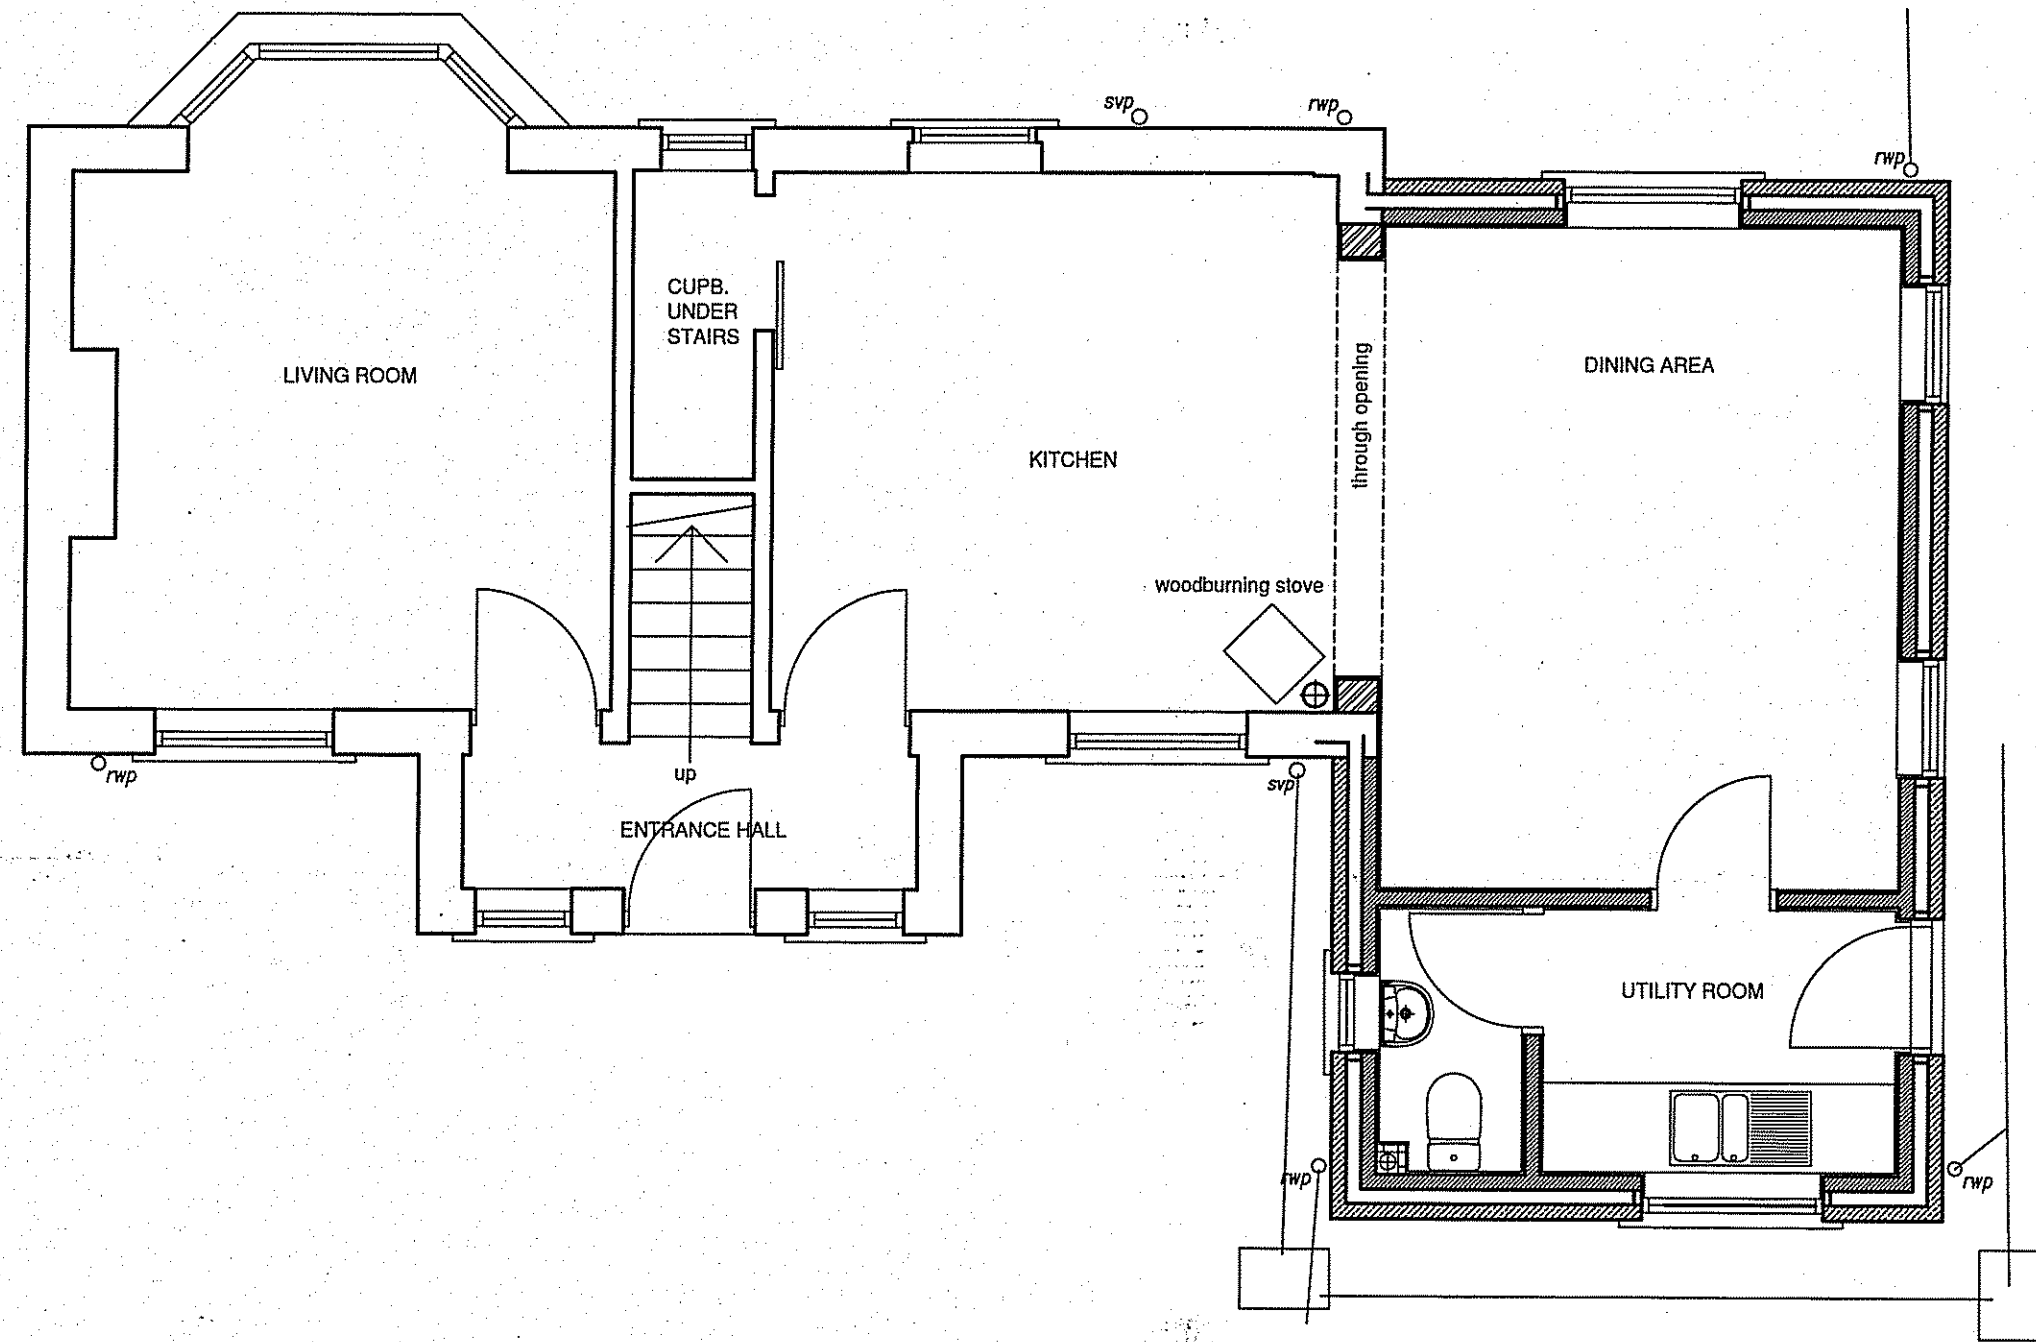 svp
rwp
rwp
CUPB.
UNDER
STAIRS
LIVING ROOM
through opening
DINING AREA
KITCHEN
woodburning stove
rwp
up
svp
ENTRANCE HALL
UTILITY ROOM
rwp
rwp